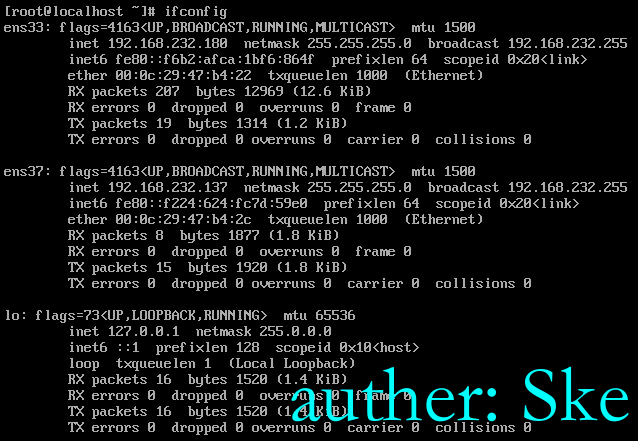 [root@localhost ~]# ifconfig
ens33: flags=4163<UP,BROADCAST,RUNNING,MULTICAST>  mtu 1500
        inet 192.168.232.180  netmask 255.255.255.0  broadcast 192.168.232.255
        inet6 fe80::f6b2:afca:1bf6:864f  prefixlen 64  scopeid 0x20<link>
        ether 00:0c:29:47:b4:22  txqueuelen 1000  (Ethernet)
        RX packets 207  bytes 12969 (12.6 KiB)
        RX errors 0  dropped 0  overruns 0  frame 0
        TX packets 19  bytes 1314 (1.2 KiB)
        TX errors 0  dropped 0 overruns 0  carrier 0  collisions 0
ens37: flags=4163<UP,BROADCAST,RUNNING,MULTICAST>  mtu 1500
        inet 192.168.232.137  netmask 255.255.255.0  broadcast 192.168.232.255
        inet6 fe80::f224:624:fc7d:59e0  prefixlen 64  scopeid 0x20<link>
        ether 00:0c:29:47:b4:2c  txqueuelen 1000  (Ethernet)
        RX packets 8  bytes 1877 (1.8 KiB)
        RX errors 0  dropped 0  overruns 0  frame 0
        TX packets 15  bytes 1920 (1.8 KiB)
        TX errors 0  dropped 0 overruns 0  carrier 0  collisions 0
lo: flags=73<UP,LOOPBACK,RUNNING>  mtu 65536
        inet 127.0.0.1  netmask 255.0.0.0
        inet6 ::1  prefixlen 128  scopeid 0x10<host>
        loop  txqueuelen 1  (Local Loopback)
        RX packets 16  bytes 1520 (1.4 KiB)
        RX errors 0  dropped 0  overruns 0  frame 0
        TX packets 16  bytes 1520 (1.4 KiB)
        TX errors 0  dropped 0 overruns 0  carrier 0  collisions 0
auther: Ske